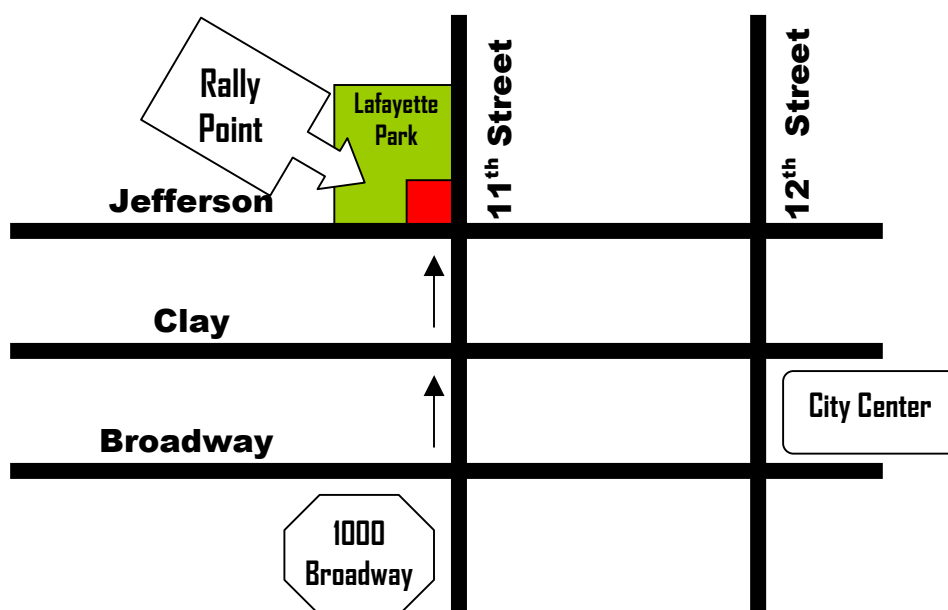 Rally
Point
Lafayette
Park
11th Street
12th Street
Jefferson
Clay
City Center
Broadway
1000
Broadway